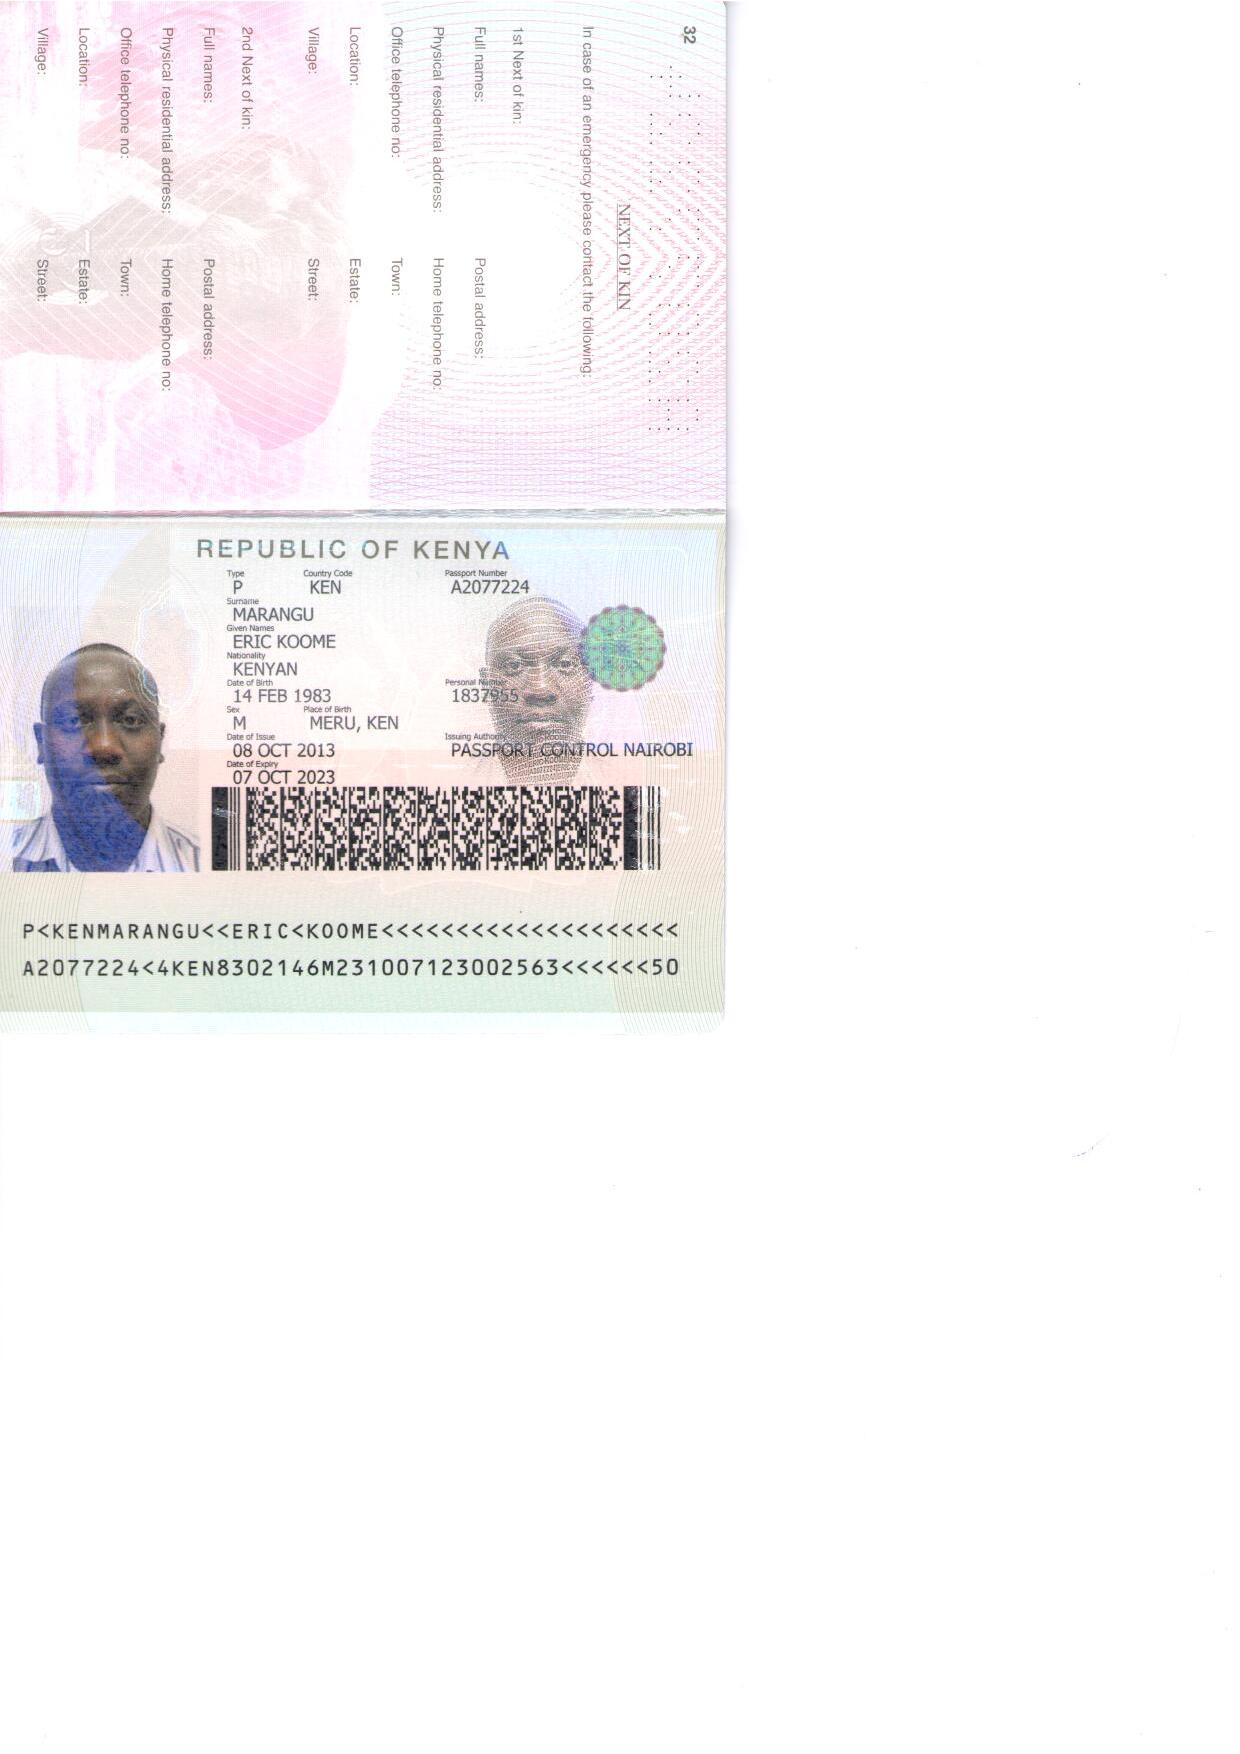 32
NEXT OF KIN
In case of an emergency please contact the following:
1st Next of kin:
Full names: Postal address:
Physical residential address: Home telephone no:
Office telephone no: Town:
Location: Estate:
Village: Street:
2nd Next of kin:
Full names: Postal address:
Physical residential address: Home telephone no:
Office telephone no: Town:
Location: Estate:
Village: Street:
REPUBLIC OF KENYA
Type Country Code Passport Number
P KEN A2077224
Surname
MARANGU
Given Names
ERIC KOOME
Nationality
KENYAN
Date of Birth Personal Number
14 FEB 1983 1837955
Sex Place of Birth
M MERU, KEN
Date of Issue Issuing Authority
08 OCT 2013 PASSPORT CONTROL NAIROBI
Date of Expiry
07 OCT 2023
P<KENMARANGU<<ERIC<KOOME<<<<<<<<<<<<<<<<<<<<
A2077224<4KEN8302146M231007123002563<<<<<<50